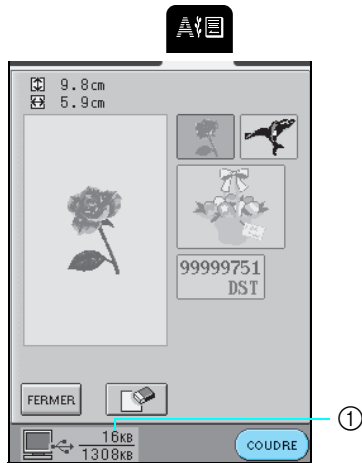 A
9.8cm
5.9cm
99999751
DST
FERMER
16KB
1308KB
COUDRE
①